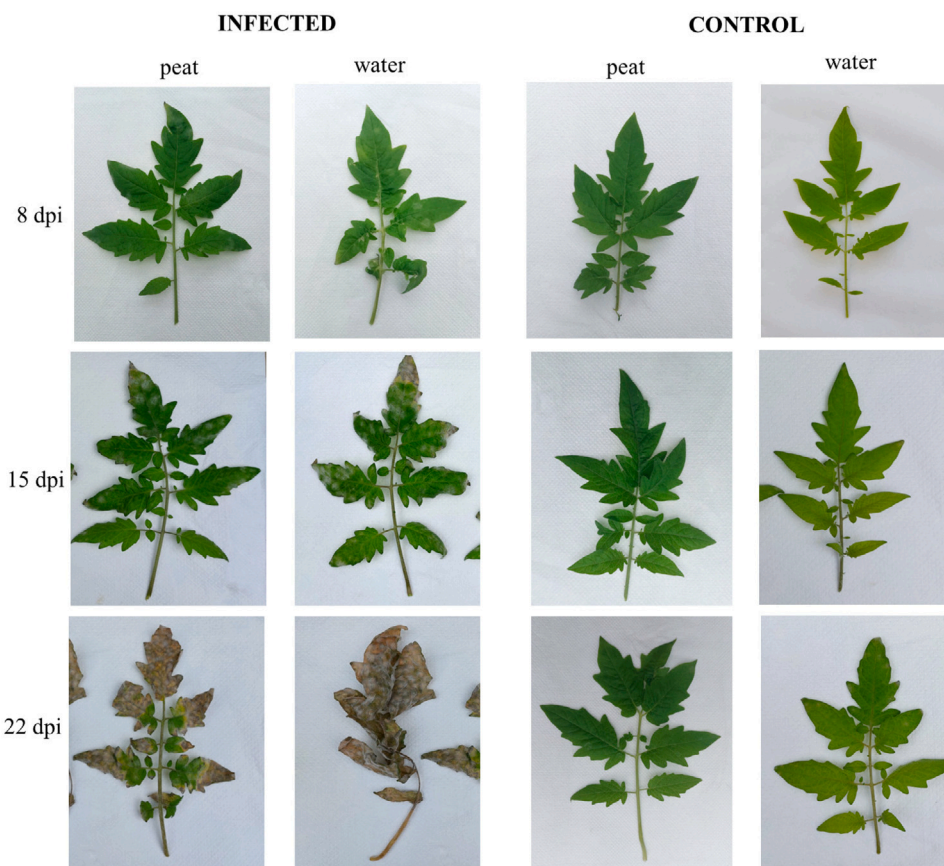 INFECTED CONTROL
peat water peat water
8 dpi
15 dpi
22 dpi